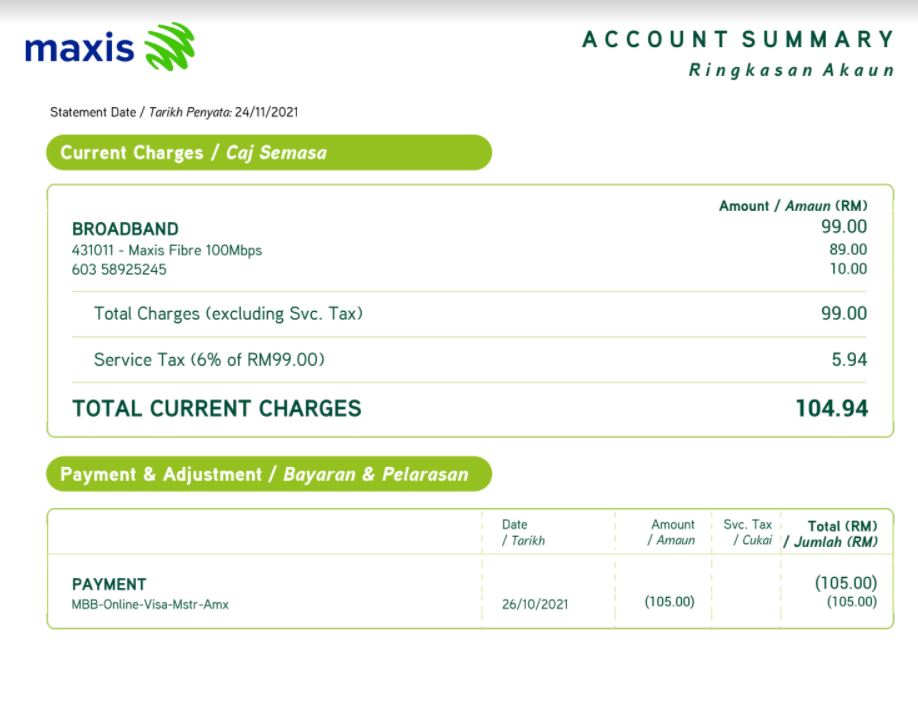 maxis
ACCOUNT SUMMARY
Ringkasan Akaun
Statement Date / Tarikh Penyata: 24/11/2021
Current Charges / Caj Semasa
Amount / Amaun (RM)
BROADBAND 99.00
431011 - Maxis Fibre 100Mbps 89.00
603 58925245 10.00
Total Charges (excluding Svc. Tax) 99.00
Service Tax (6% of RM99.00) 5.94
TOTAL CURRENT CHARGES 104.94
Payment & Adjustment / Bayaran & Pelarasan
Date Amount Svc. Tax Total (RM)
/ Tarikh / Amaun / Cukai / Jumlah (RM)
PAYMENT (105.00)
MBB-Online-Visa-Mstr-Amx 26/10/2021 (105.00) (105.00)